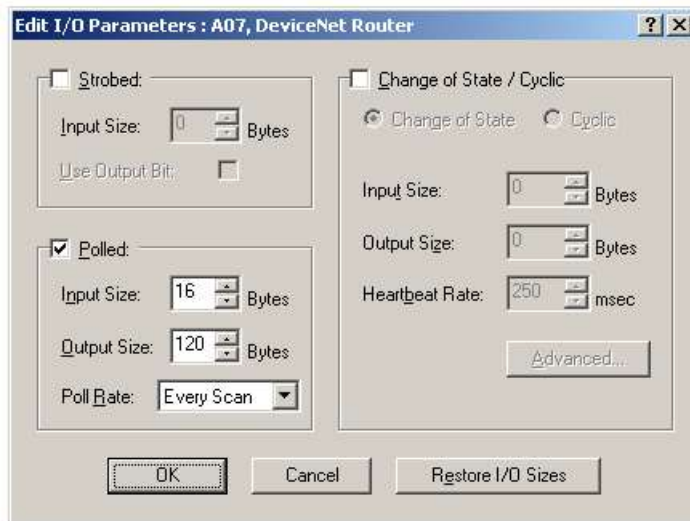 Edit I/O Parameters : A07, DeviceNet Router
Strobed:
Input Size: 0 Bytes
Use Output Bit:
Polled:
Input Size: 16 Bytes
Output Size: 120 Bytes
Poll Rate: Every Scan
Change of State / Cyclic
Change of State Cyclic
Input Size: 0 Bytes
Output Size: 0 Bytes
Heartbeat Rate: 250 msec
Advanced...
OK Cancel Restore I/O Sizes